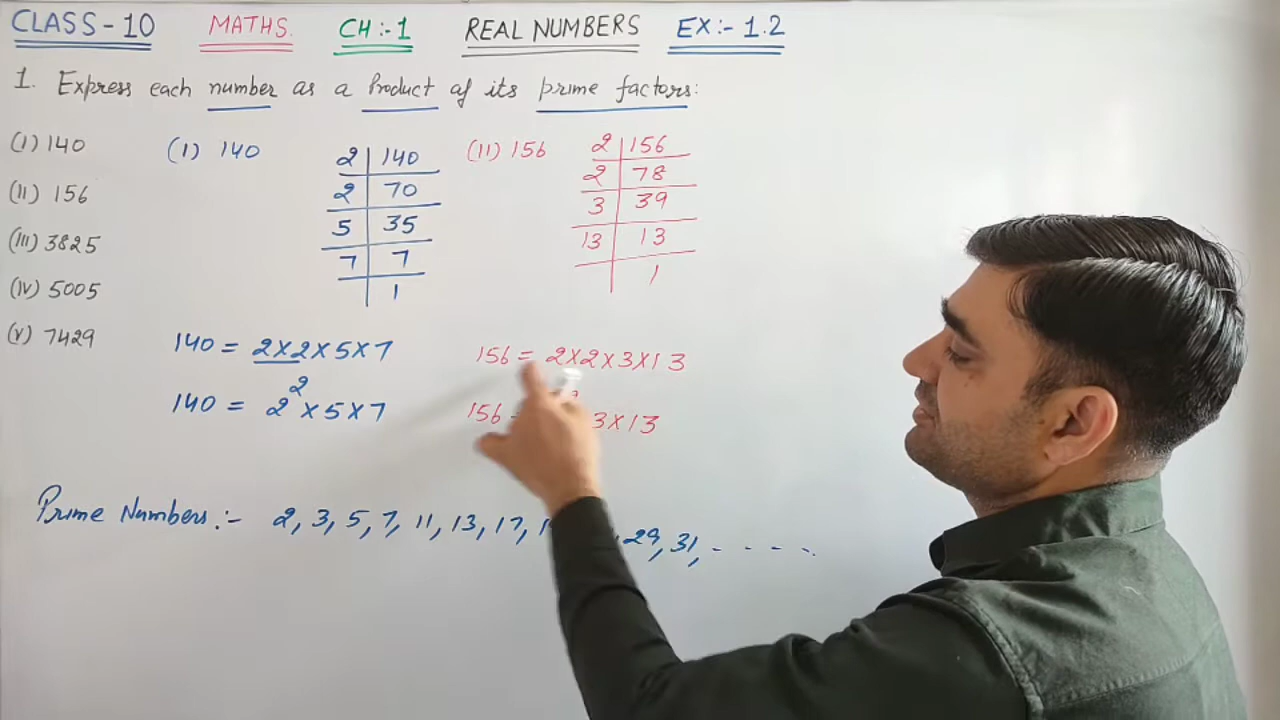 CLASS-10 MATHS. CH:-1 REAL NUMBERS EX:- 1.2
1. Express each number as a Product of its prime factors:
(I) 140
(II) 156
(III) 3825
(IV) 5005
(V) 7429
(I) 140
2 | 140
2 | 70
5 | 35
7 | 7
1
140 = 2×2×5×7
140 = 2² ×5×7
(II) 156
2 | 156
2 | 78
3 | 39
13 | 13
1
156 = 2×2×3×13
156 3×13
Prime Numbers:- 2, 3, 5, 7, 11, 13, 17, , 29, 31, - - - -